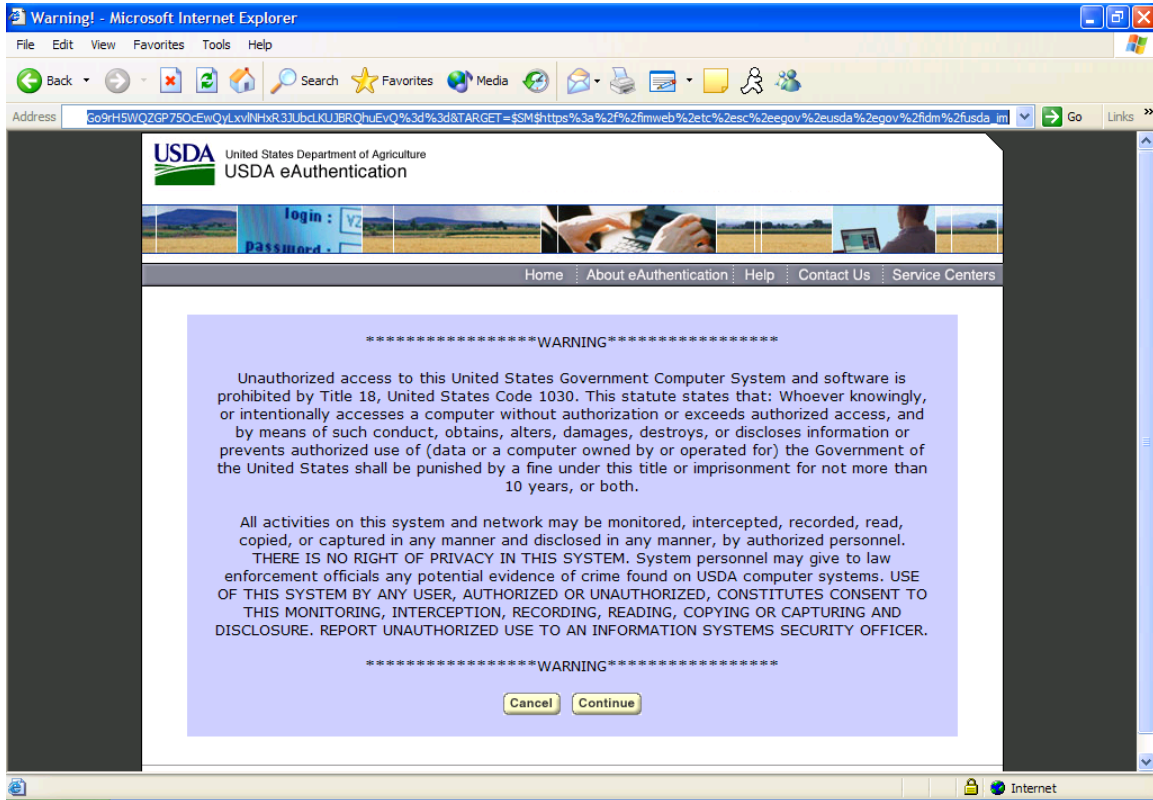 Warning! - Microsoft Internet Explorer
File Edit View Favorites Tools Help
Back Search Favorites Media
Address Go9rH5WQZGP75OcEwQyLxvlNHxR3JUbcLKUJBRQhuEvQ%3d%3d&TARGET=$SM$https%3a%2f%2fimweb%2etc%2esc%2eegov%2eusda%2egov%2fidm%2fusda_im Go Links »
USDA United States Department of Agriculture
USDA eAuthentication
login :
password :
Home About eAuthentication Help Contact Us Service Centers
*****************WARNING*****************
Unauthorized access to this United States Government Computer System and software is
prohibited by Title 18, United States Code 1030. This statute states that: Whoever knowingly,
or intentionally accesses a computer without authorization or exceeds authorized access, and
by means of such conduct, obtains, alters, damages, destroys, or discloses information or
prevents authorized use of (data or a computer owned by or operated for) the Government of
the United States shall be punished by a fine under this title or imprisonment for not more than
10 years, or both.
All activities on this system and network may be monitored, intercepted, recorded, read,
copied, or captured in any manner and disclosed in any manner, by authorized personnel.
THERE IS NO RIGHT OF PRIVACY IN THIS SYSTEM. System personnel may give to law
enforcement officials any potential evidence of crime found on USDA computer systems. USE
OF THIS SYSTEM BY ANY USER, AUTHORIZED OR UNAUTHORIZED, CONSTITUTES CONSENT TO
THIS MONITORING, INTERCEPTION, RECORDING, READING, COPYING OR CAPTURING AND
DISCLOSURE. REPORT UNAUTHORIZED USE TO AN INFORMATION SYSTEMS SECURITY OFFICER.
*****************WARNING*****************
Cancel Continue
Internet